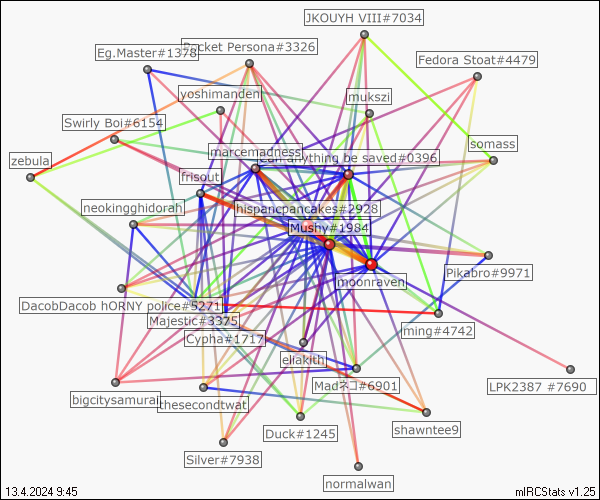 JKOUYH VIII#7034
Eg.Master#1378
Pocket Persona#3326
Fedora Stoat#4479
yoshimanden
mukszi
Swirly Boi#6154
somass
marcemadness
can anything be saved#0396
zebula
frisout
neokingghidorah
hispanicpancakes#2928
Mushy#1984
Pikabro#9971
moonraven
DacobDacob hORNY police#5271
Majestic#3375
ming#4742
Cypha#1717
eliakith
LPK2387 #7690
Madネコ#6901
bigcitysamurai
thesecondtwat
shawntee9
Duck#1245
Silver#7938
normalwan
13.4.2024 9:45
mIRCStats v1.25